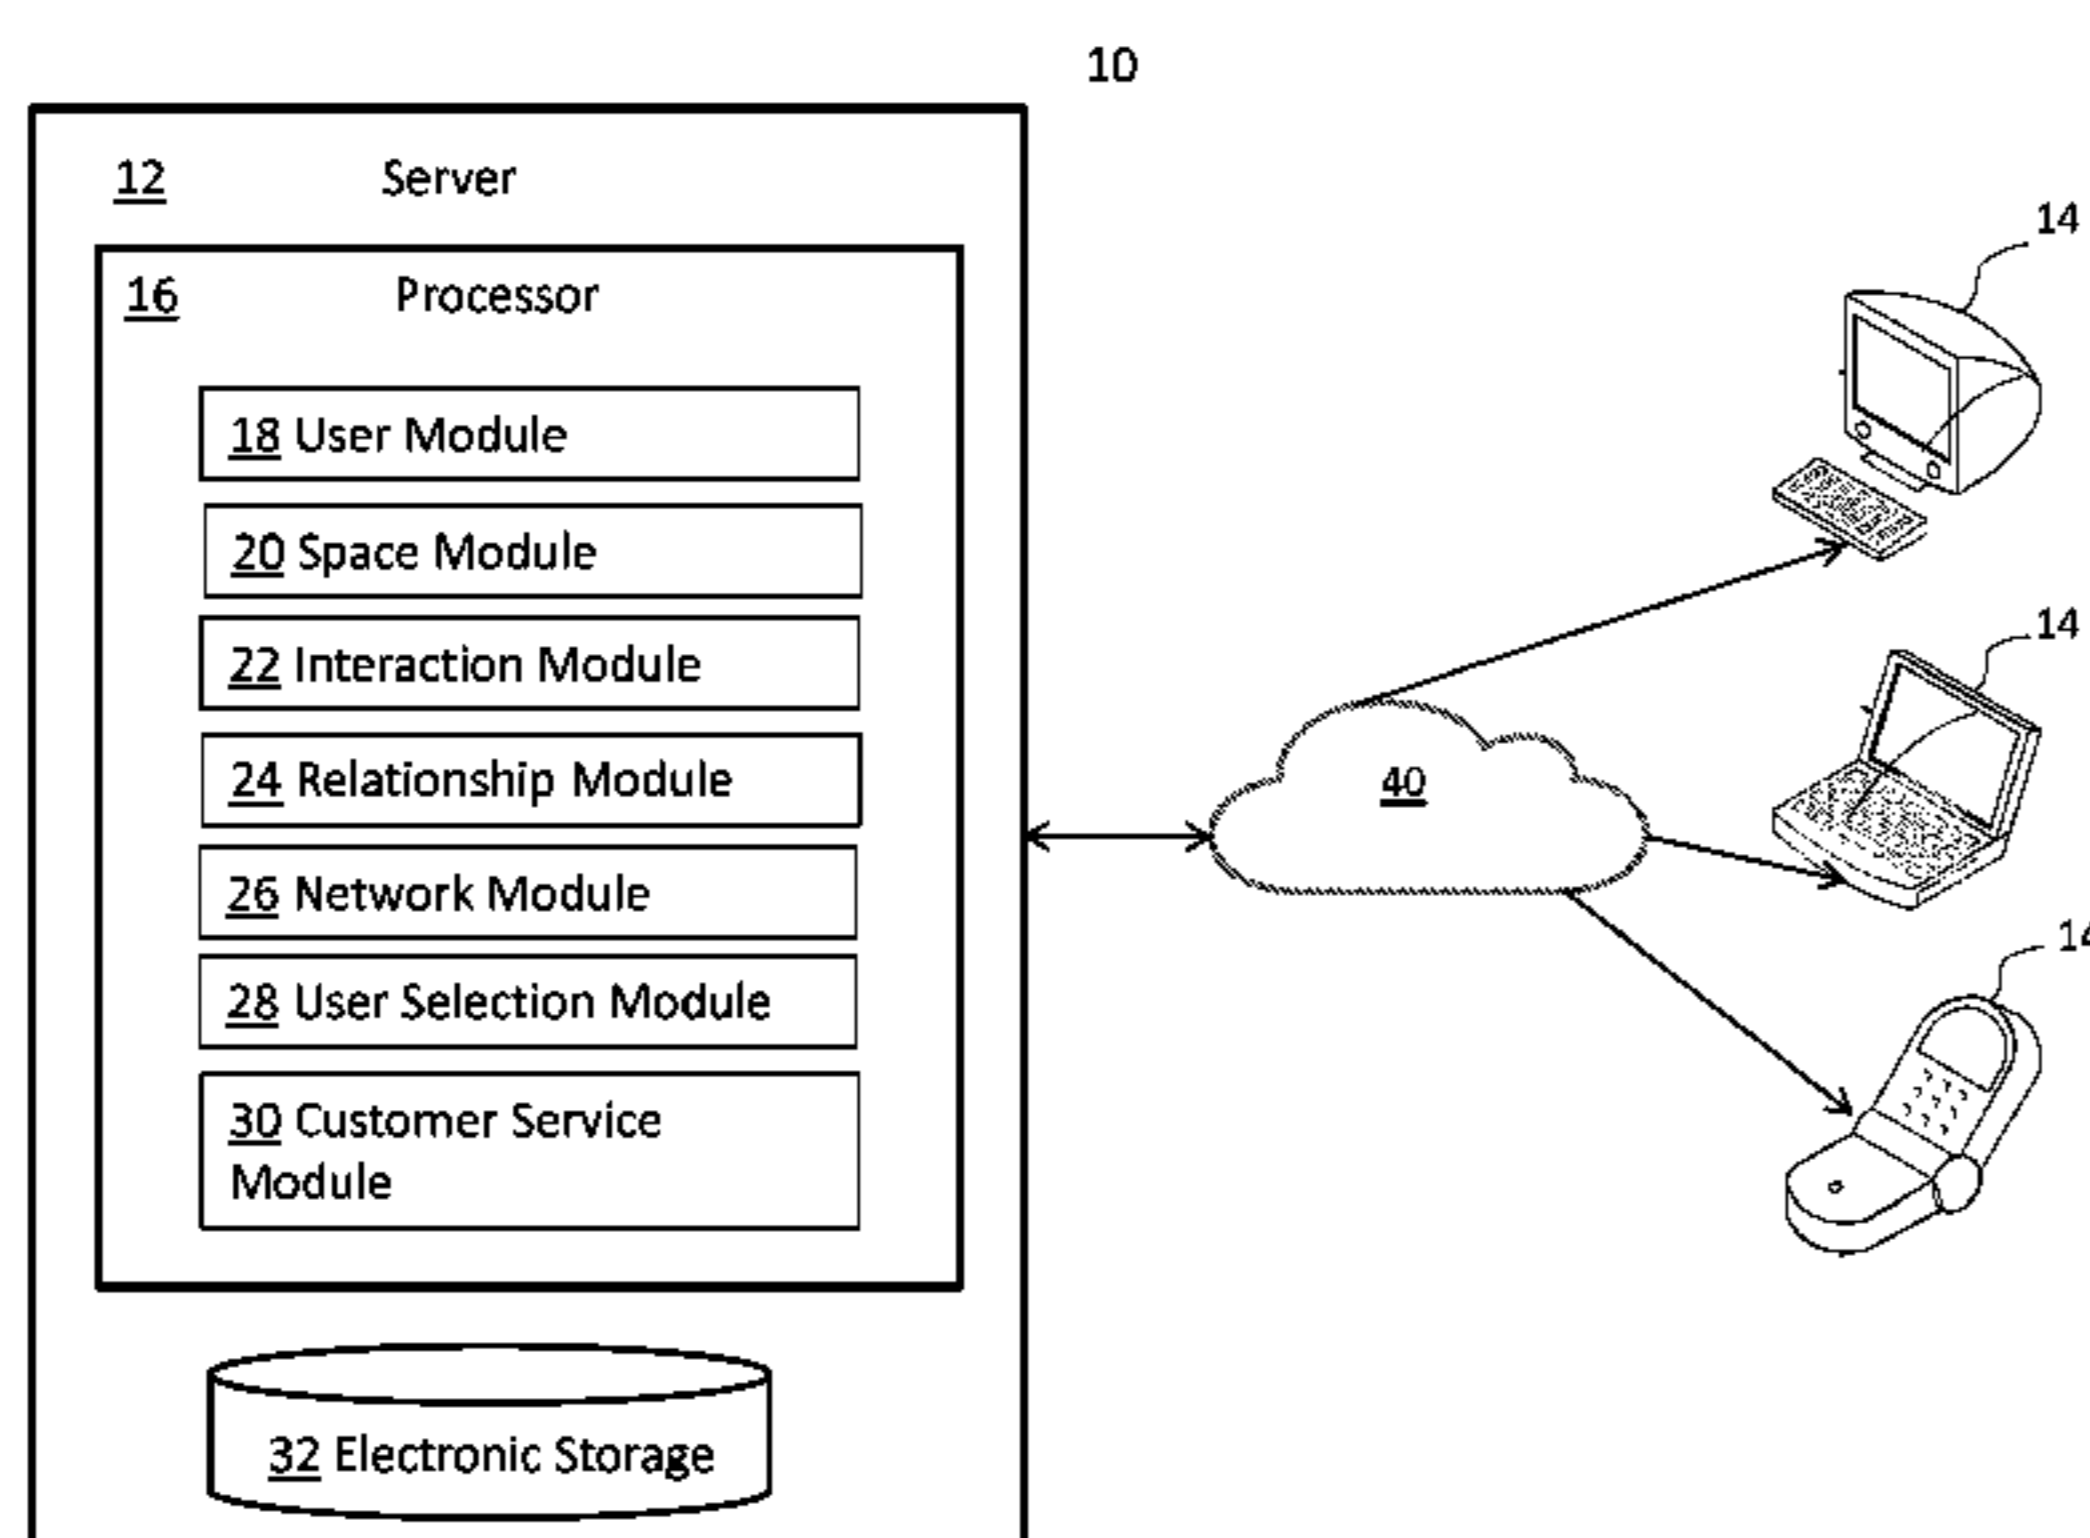 10
12 Server
16 Processor
18 User Module
20 Space Module
22 Interaction Module
24 Relationship Module
26 Network Module
28 User Selection Module
30 Customer Service
Module
32 Electronic Storage
40
14
14